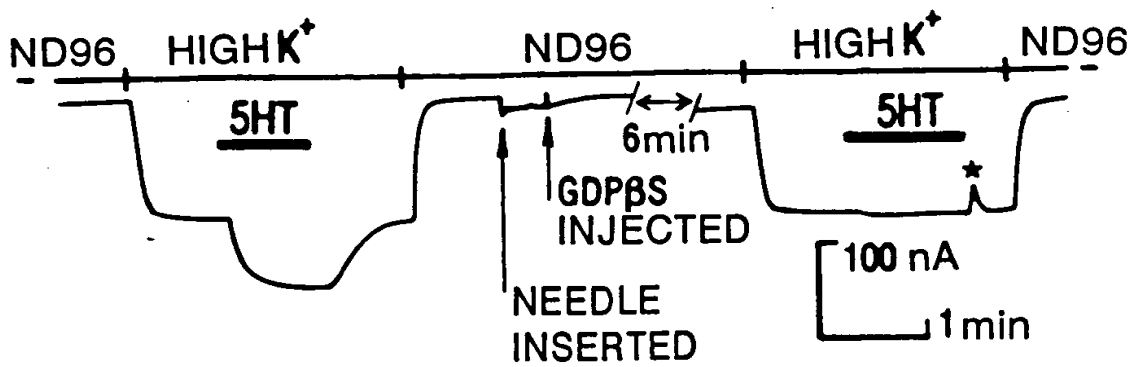 ND96 HIGH K⁺ ND96 HIGH K⁺ ND96
5HT 5HT
6min
★
GDPβS
INJECTED
100 nA
NEEDLE
INSERTED
1 min